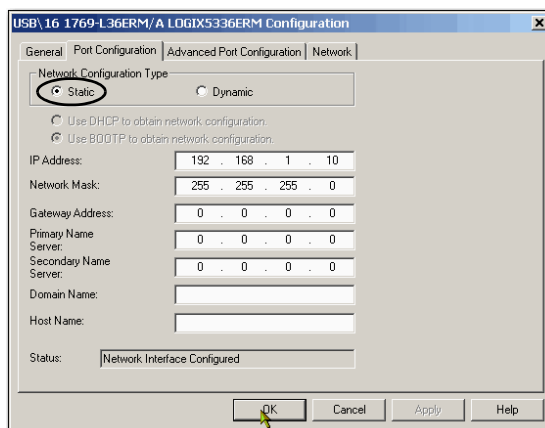 USB\16 1769-L36ERM/A LOGIX5336ERM Configuration
General Port Configuration Advanced Port Configuration Network
Network Configuration Type
Static Dynamic
Use DHCP to obtain network configuration.
Use BOOTP to obtain network configuration.
IP Address: 192 . 168 . 1 . 10
Network Mask: 255 . 255 . 255 . 0
Gateway Address: 0 . 0 . 0 . 0
Primary Name
Server: 0 . 0 . 0 . 0
Secondary Name
Server: 0 . 0 . 0 . 0
Domain Name:
Host Name:
Status: Network Interface Configured
OK Cancel Apply Help